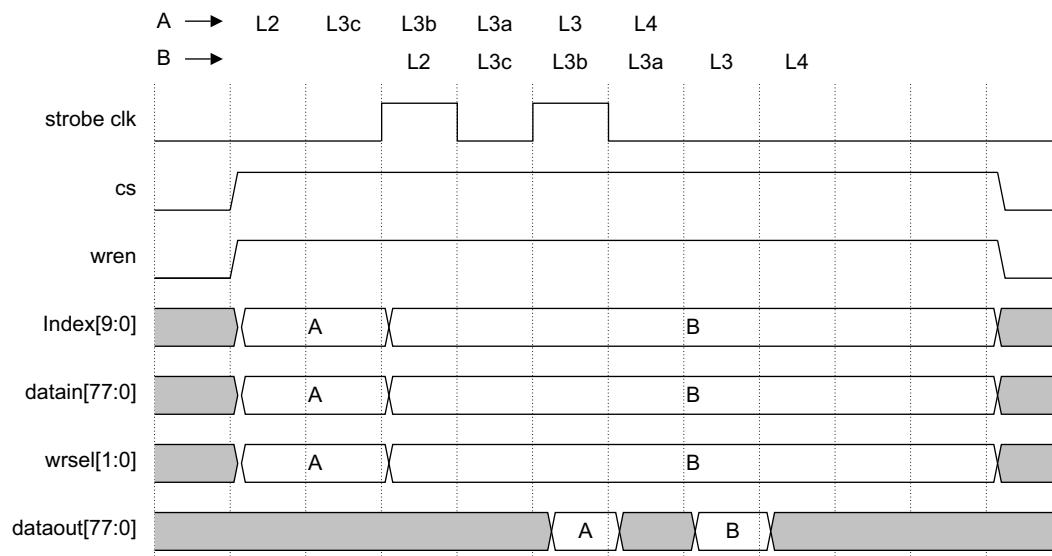 A L2 L3c L3b L3a L3 L4
B L2 L3c L3b L3a L3 L4
strobe clk
cs
wren
Index[9:0] A B
datain[77:0] A B
wrsel[1:0] A B
dataout[77:0] A B